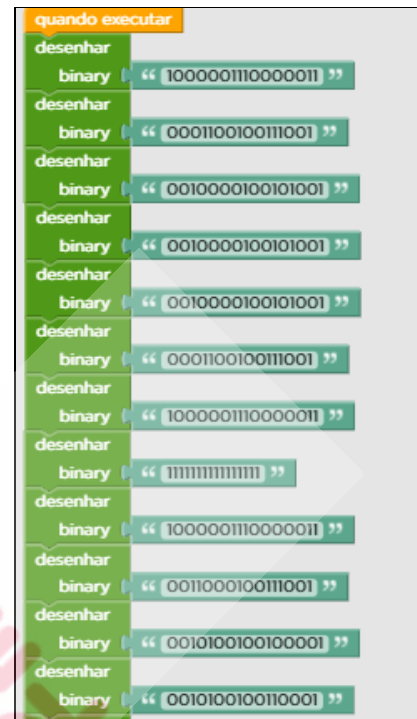 quando executar
desenhar
binary “ 1000001110000011 ”
desenhar
binary “ 0001100100111001 ”
desenhar
binary “ 0010000100101001 ”
desenhar
binary “ 0010000100101001 ”
desenhar
binary “ 0010000100101001 ”
desenhar
binary “ 0001100100111001 ”
desenhar
binary “ 1000001110000011 ”
desenhar
binary “ 1111111111111111 ”
desenhar
binary “ 1000001110000011 ”
desenhar
binary “ 0011000100111001 ”
desenhar
binary “ 0010100100100001 ”
desenhar
binary “ 0010100100110001 ”